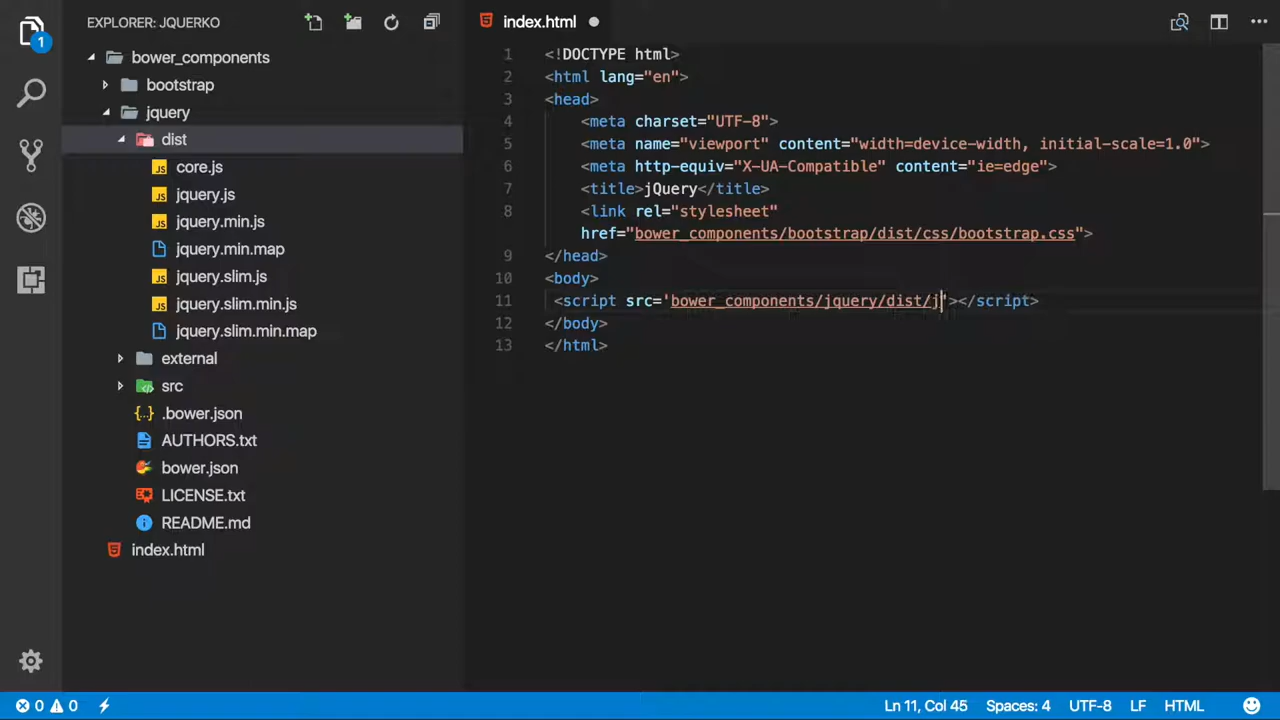 EXPLORER: JQUERKO
1
bower_components
bootstrap
jquery
dist
JS core.js
JS jquery.js
JS jquery.min.js
jquery.min.map
JS jquery.slim.js
JS jquery.slim.min.js
jquery.slim.min.map
external
src
{..} .bower.json
AUTHORS.txt
bower.json
LICENSE.txt
README.md
index.html
index.html
1 <!DOCTYPE html>
2 <html lang="en">
3 <head>
4 <meta charset="UTF-8">
5 <meta name="viewport" content="width=device-width, initial-scale=1.0">
6 <meta http-equiv="X-UA-Compatible" content="ie=edge">
7 <title>jQuery</title>
8 <link rel="stylesheet"
href="bower_components/bootstrap/dist/css/bootstrap.css">
9 </head>
10 <body>
11 <script src='bower_components/jquery/dist/j'></script>
12 </body>
13 </html>
0 0 Ln 11, Col 45 Spaces: 4 UTF-8 LF HTML